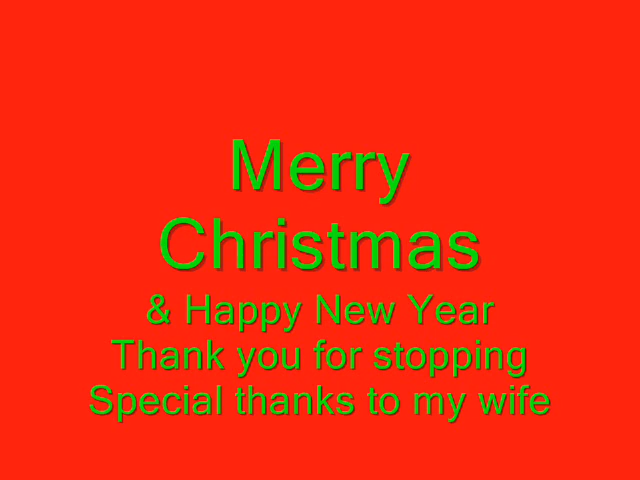 Merry
Christmas
& Happy New Year
Thank you for stopping
Special thanks to my wife